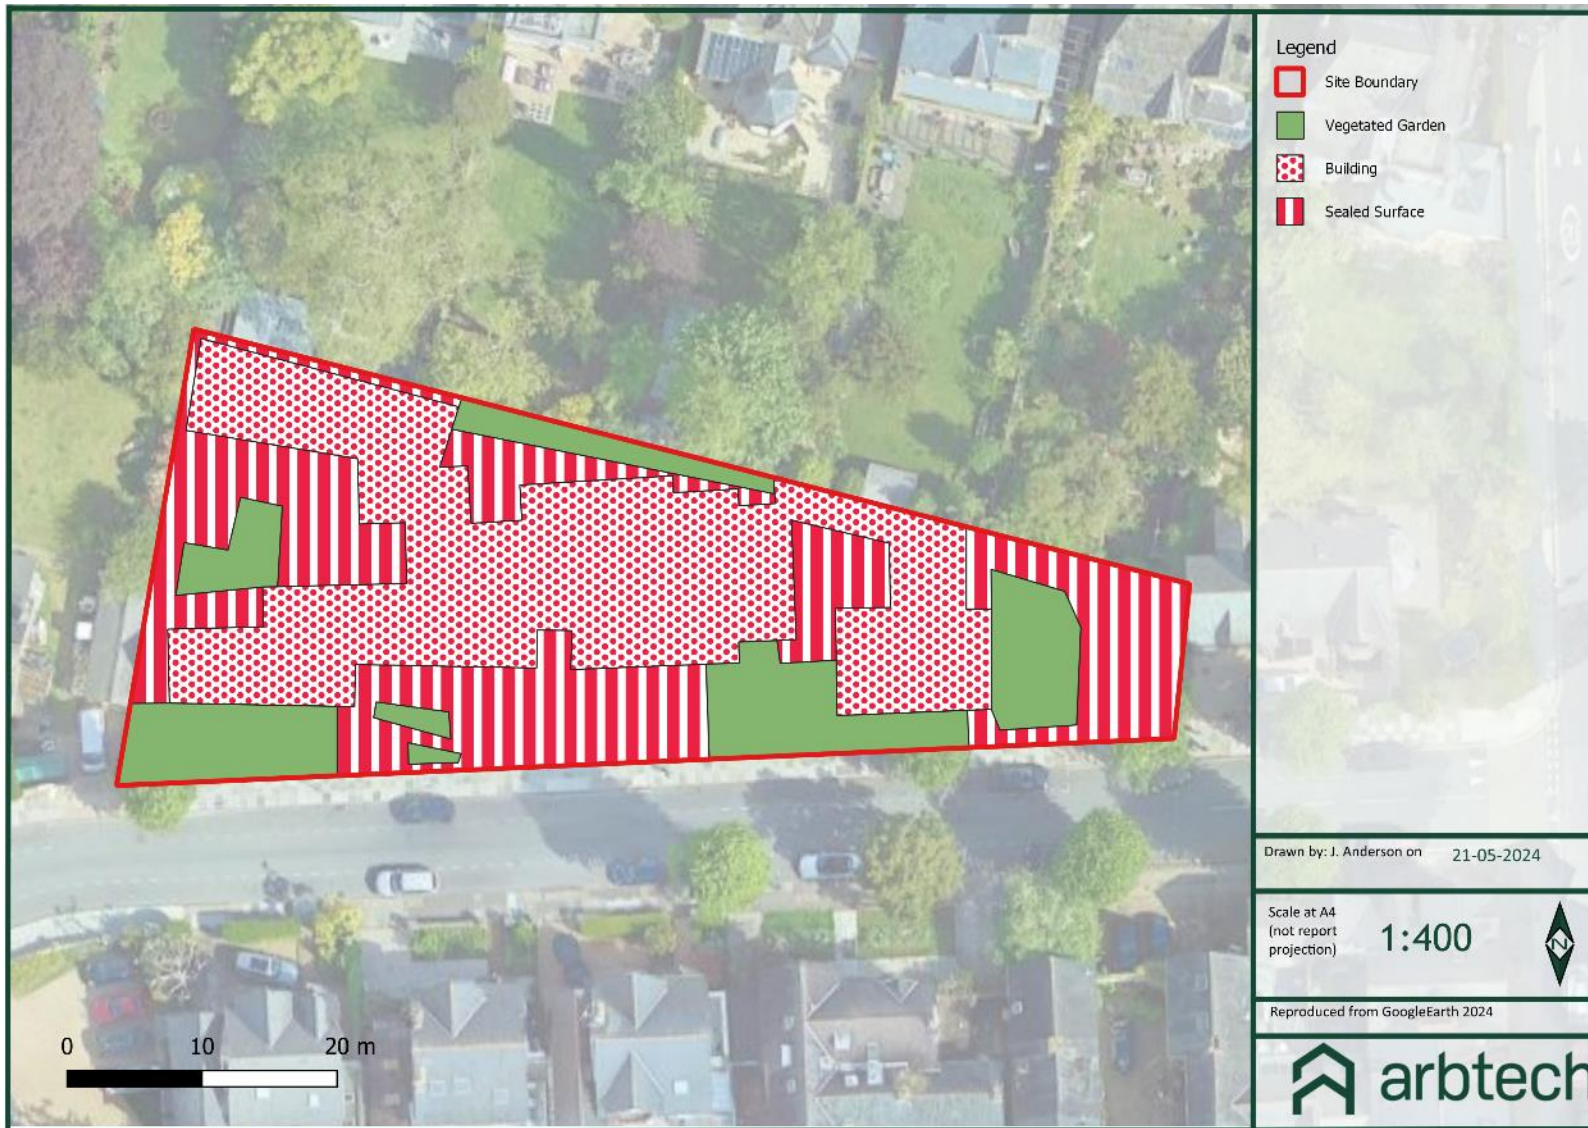 Legend
Site Boundary
Vegetated Garden
Building
Sealed Surface
Drawn by: J. Anderson on 21-05-2024
Scale at A4
(not report
projection)
1:400
N
Reproduced from GoogleEarth 2024
0 10 20 m
arbtech